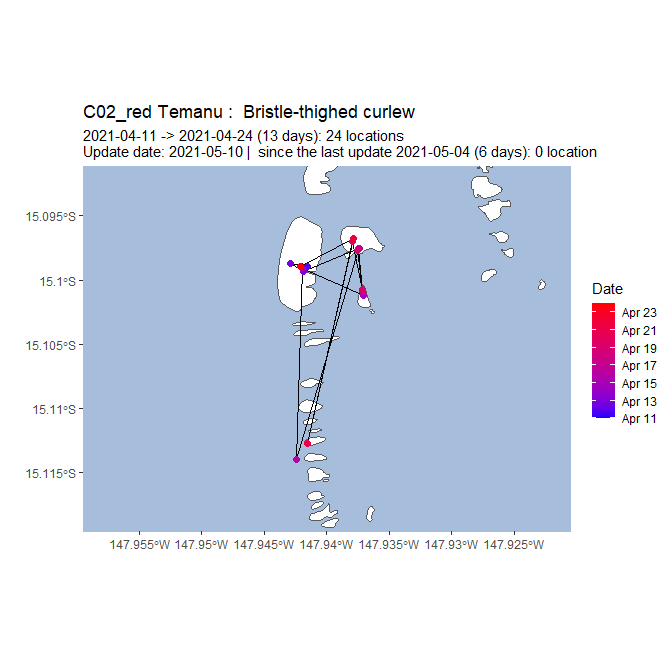 C02_red Temanu :  Bristle-thighed curlew
2021-04-11 -> 2021-04-24 (13 days): 24 locations
Update date: 2021-05-10 |  since the last update 2021-05-04 (6 days): 0 location
15.095°S
15.1°S
15.105°S
15.11°S
15.115°S
147.955°W 147.95°W 147.945°W 147.94°W 147.935°W 147.93°W 147.925°W
Date
Apr 23
Apr 21
Apr 19
Apr 17
Apr 15
Apr 13
Apr 11